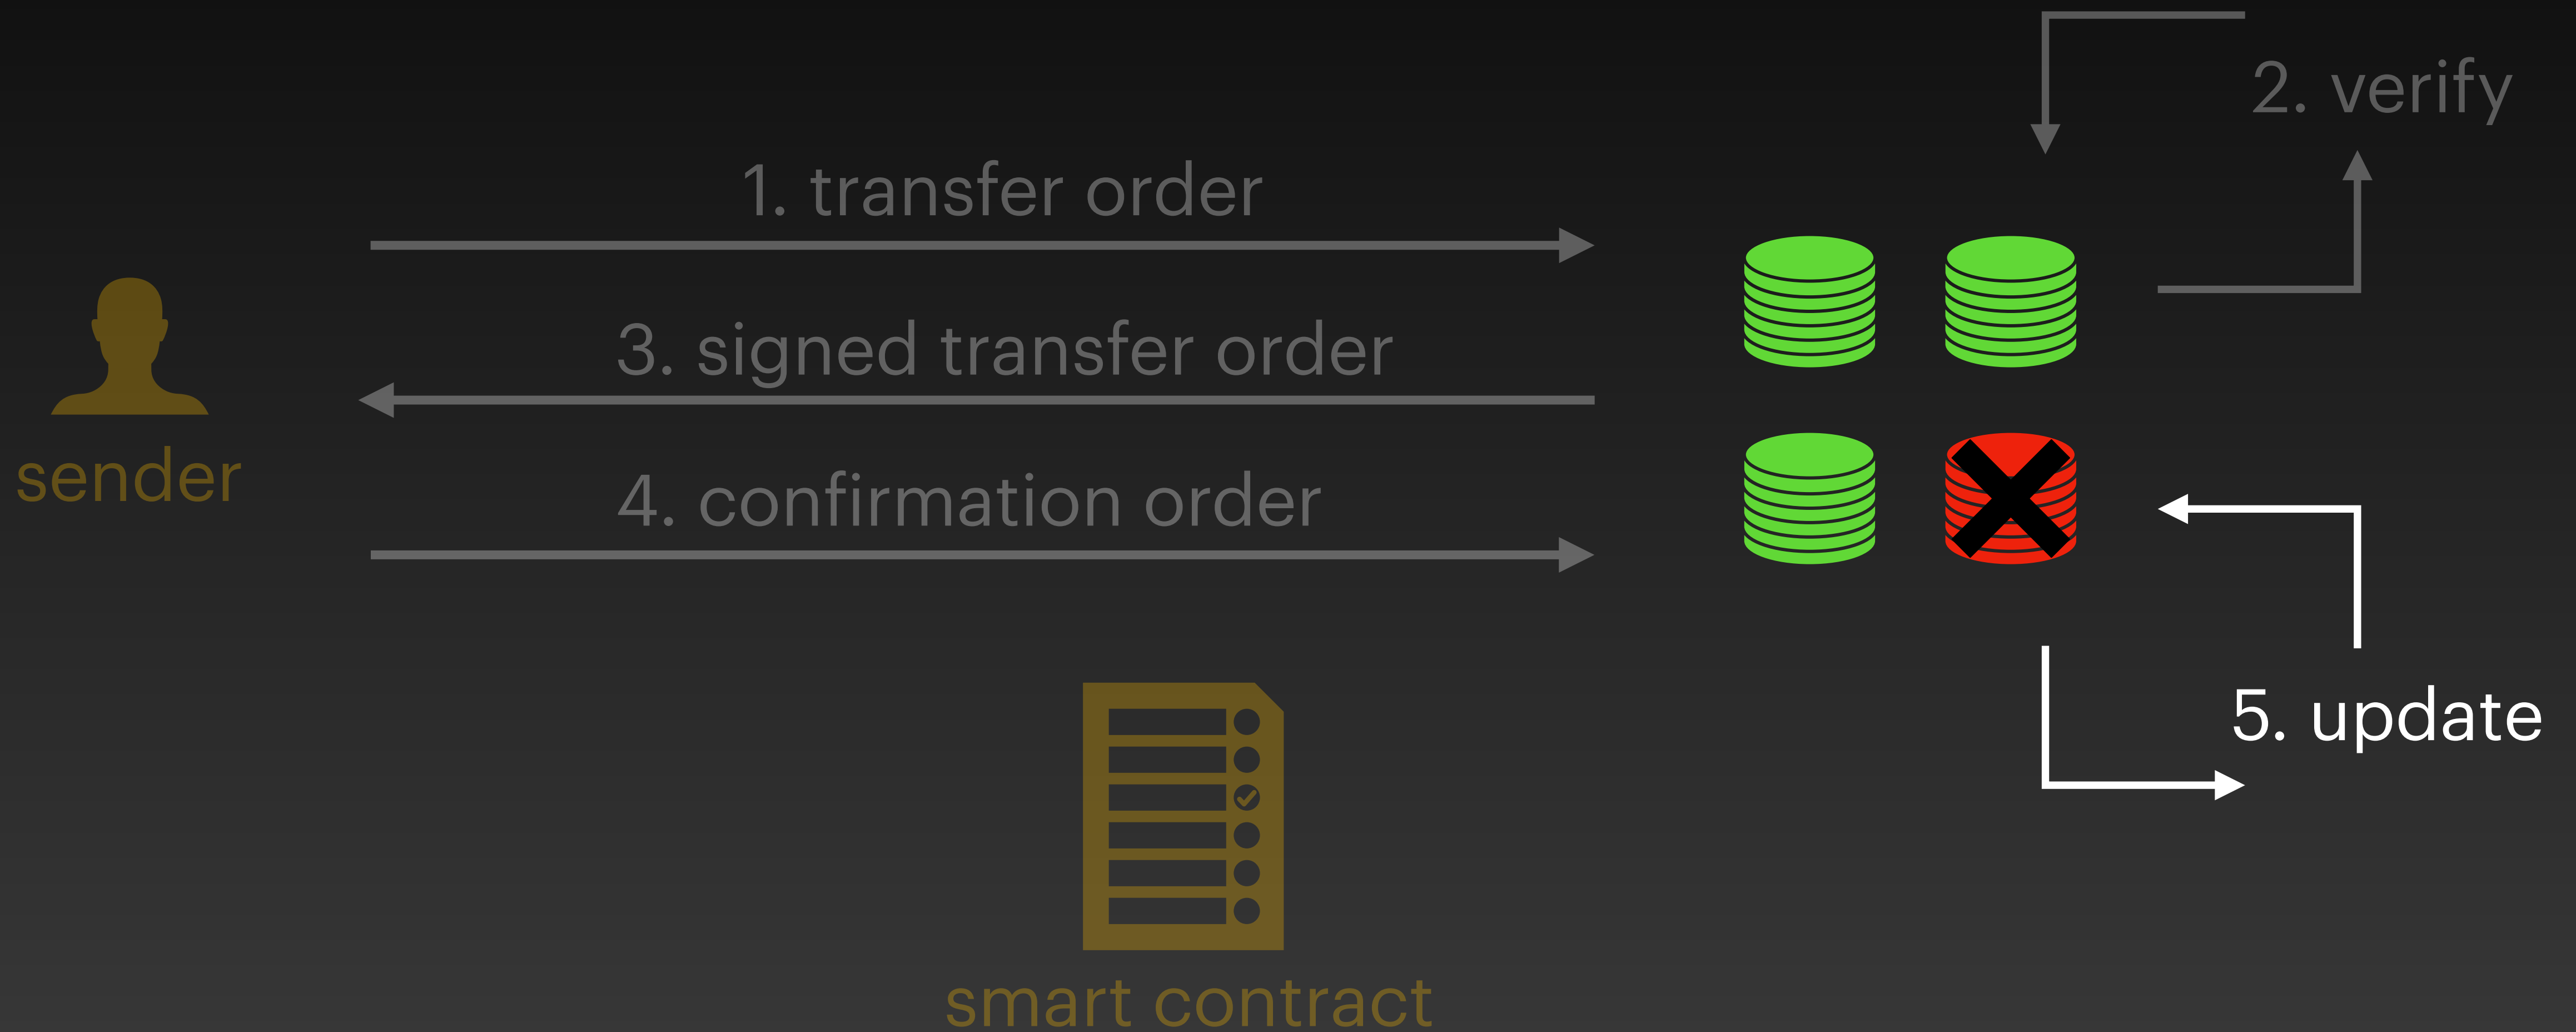 2. verify
1. transfer order
3. signed transfer order
sender
4. confirmation order
5. update
smart contract